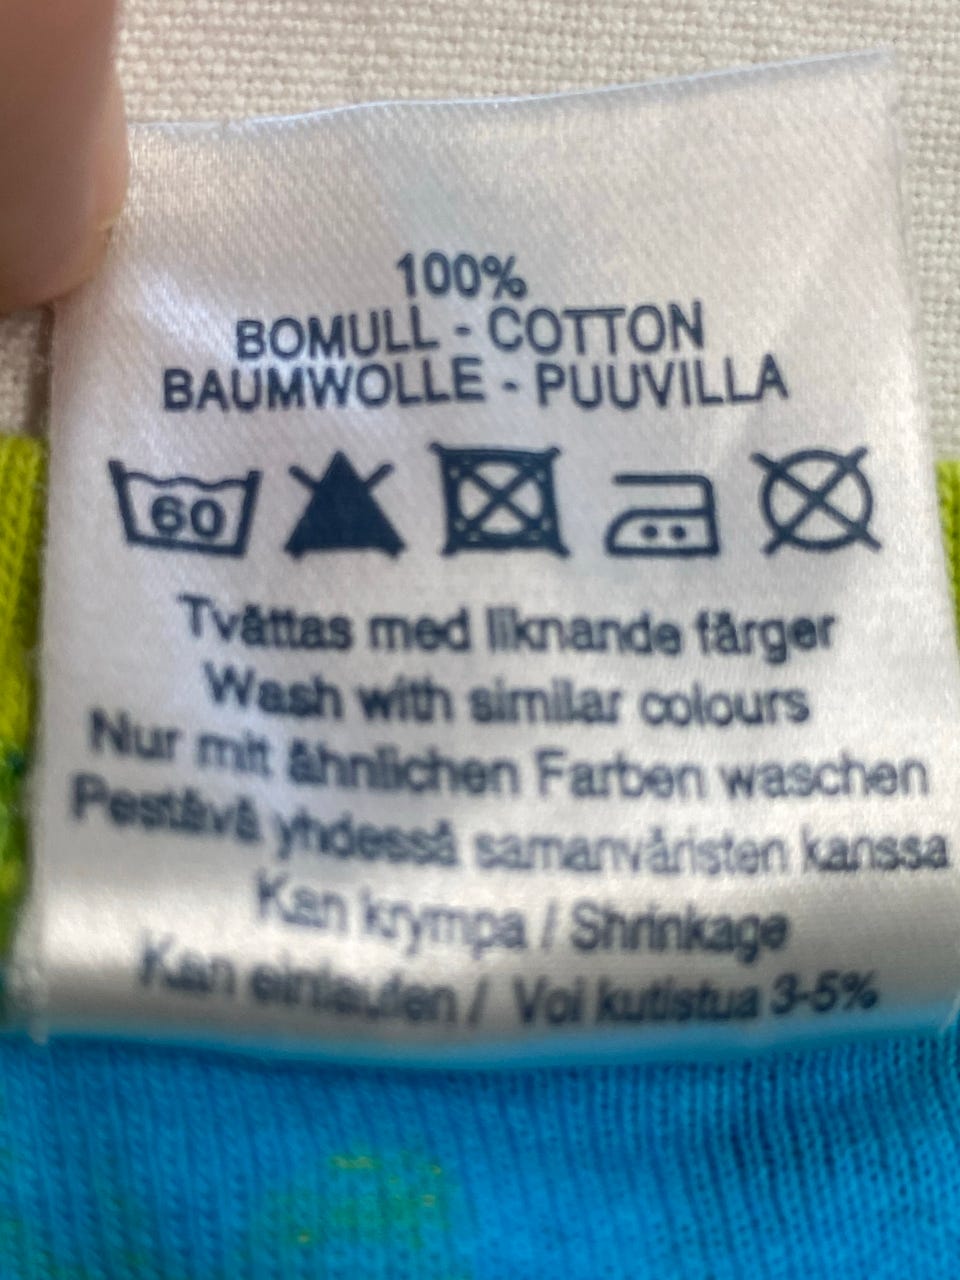 100%
BOMULL - COTTON
BAUMWOLLE - PUUVILLA
60
Tvättas med liknande färger
Wash with similar colours
Nur mit ähnlichen Farben waschen
Pestävä yhdessä samanväristen kanssa
Kan krympa / Shrinkage
Kan einlaufen / Voi kutistua 3-5%